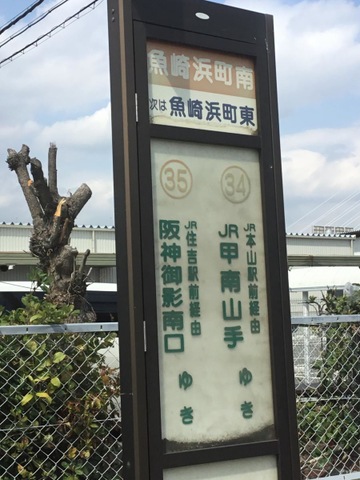 魚崎浜町南
次は 魚崎浜町東
34
JR本山駅前経由
JR甲南山手 ゆき
35
JR住吉駅前経由
阪神御影南口 ゆき